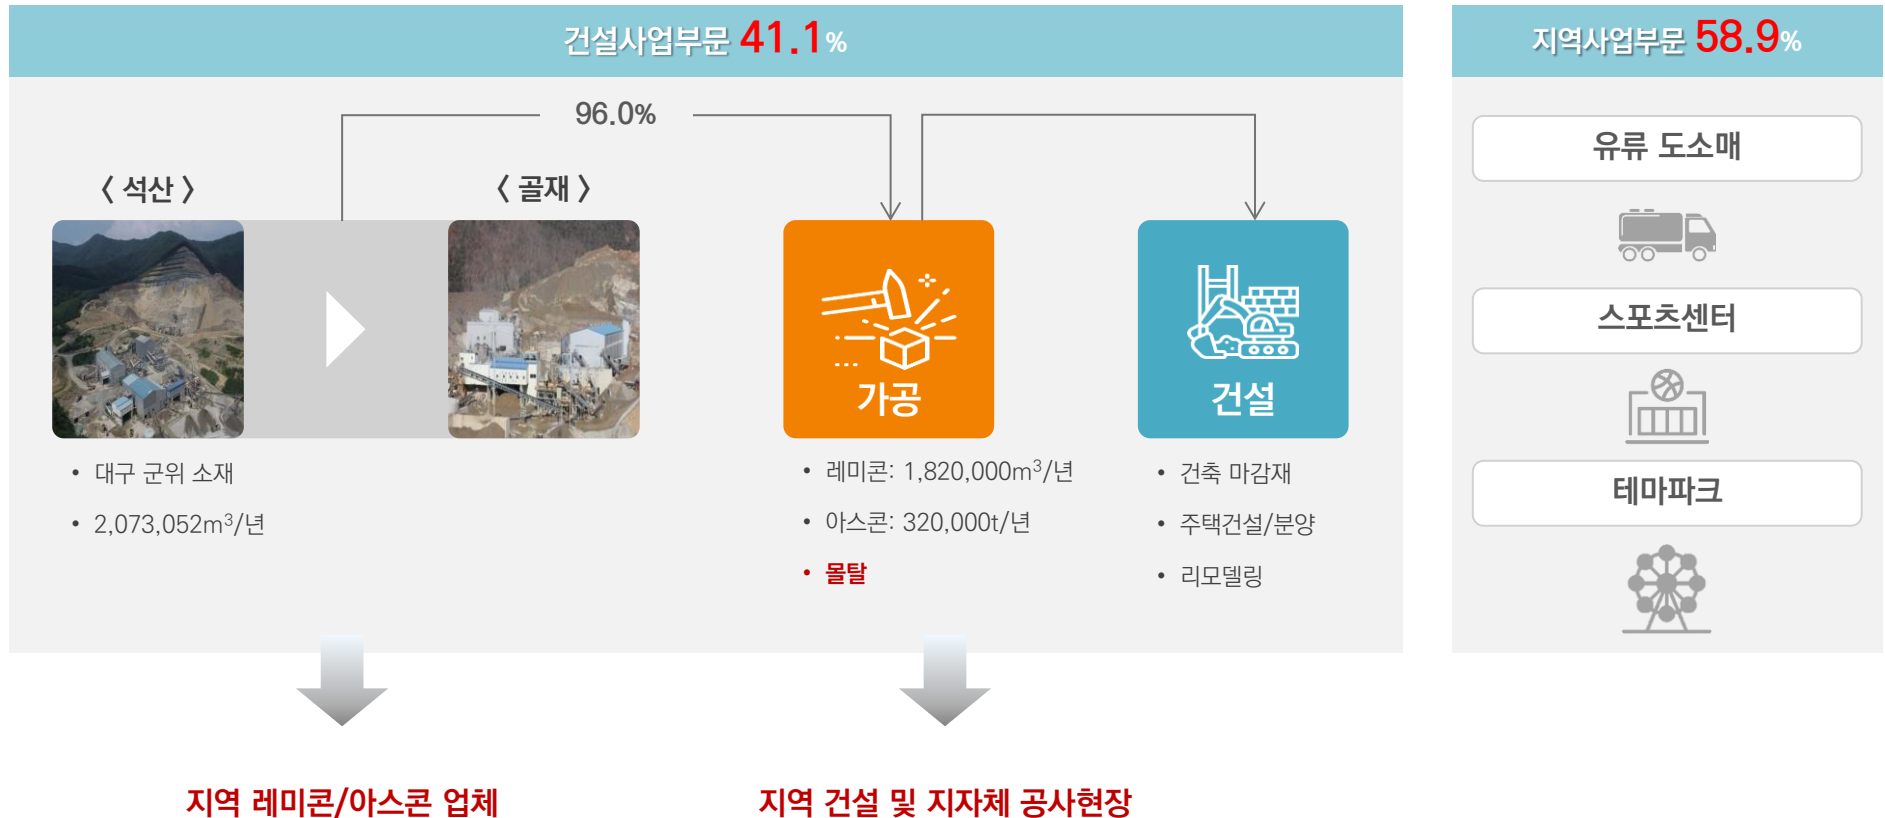 건설사업부문 41.1%
96.0%
〈 석산 〉
〈 골재 〉
가공
건설
• 대구 군위 소재
• 2,073,052m³/년
• 레미콘: 1,820,000m³/년
• 아스콘: 320,000t/년
• 몰탈
• 건축 마감재
• 주택건설/분양
• 리모델링
지역 레미콘/아스콘 업체
지역 건설 및 지자체 공사현장
지역사업부문 58.9%
유류 도소매
스포츠센터
테마파크